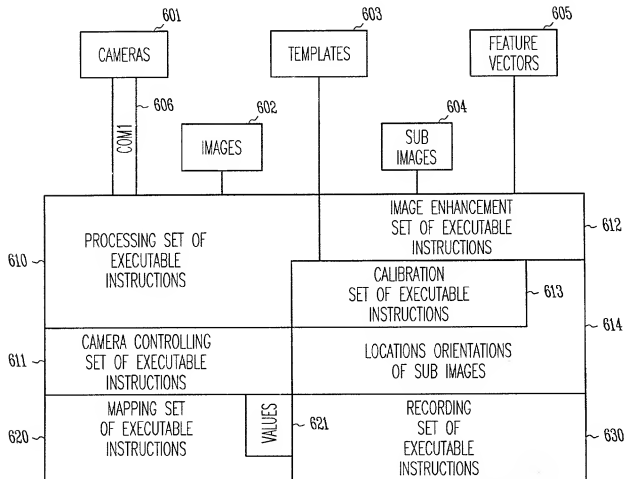 601
CAMERAS
603
TEMPLATES
605
FEATURE
VECTORS
COM1
606
602
IMAGES
604
SUB
IMAGES
610
PROCESSING SET OF
EXECUTABLE
INSTRUCTIONS
IMAGE ENHANCEMENT
SET OF EXECUTABLE
INSTRUCTIONS
612
CALIBRATION
SET OF EXECUTABLE
INSTRUCTIONS
613
614
611
CAMERA CONTROLLING
SET OF EXECUTABLE
INSTRUCTIONS
LOCATIONS ORIENTATIONS
OF SUB IMAGES
620
MAPPING SET
OF EXECUTABLE
INSTRUCTIONS
VALUES
621
RECORDING
SET OF
EXECUTABLE
INSTRUCTIONS
630